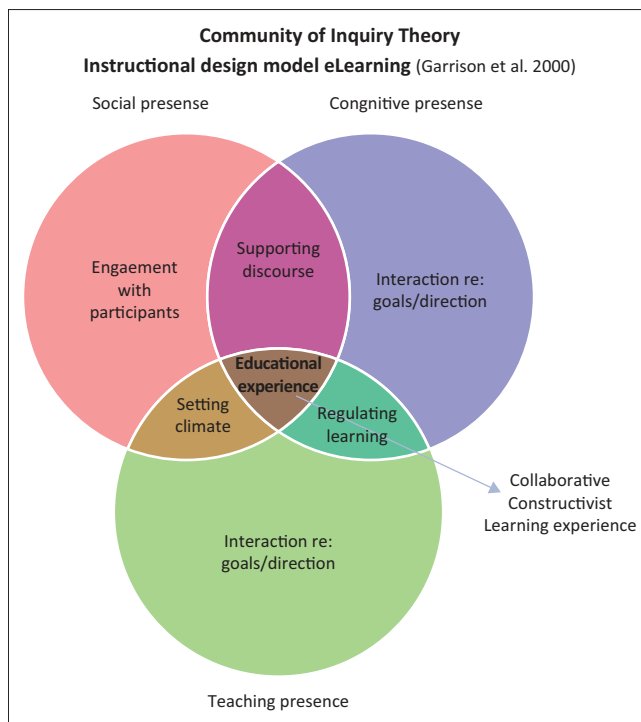 Community of Inquiry Theory
Instructional design model eLearning (Garrison et al. 2000)
Social presense
Congnitive presense
Supporting
discourse
Engaement
with
participants
Interaction re:
goals/direction
Educational
experience
Setting
climate
Regulating
learning
Collaborative
Constructivist
Learning experience
Interaction re:
goals/direction
Teaching presence